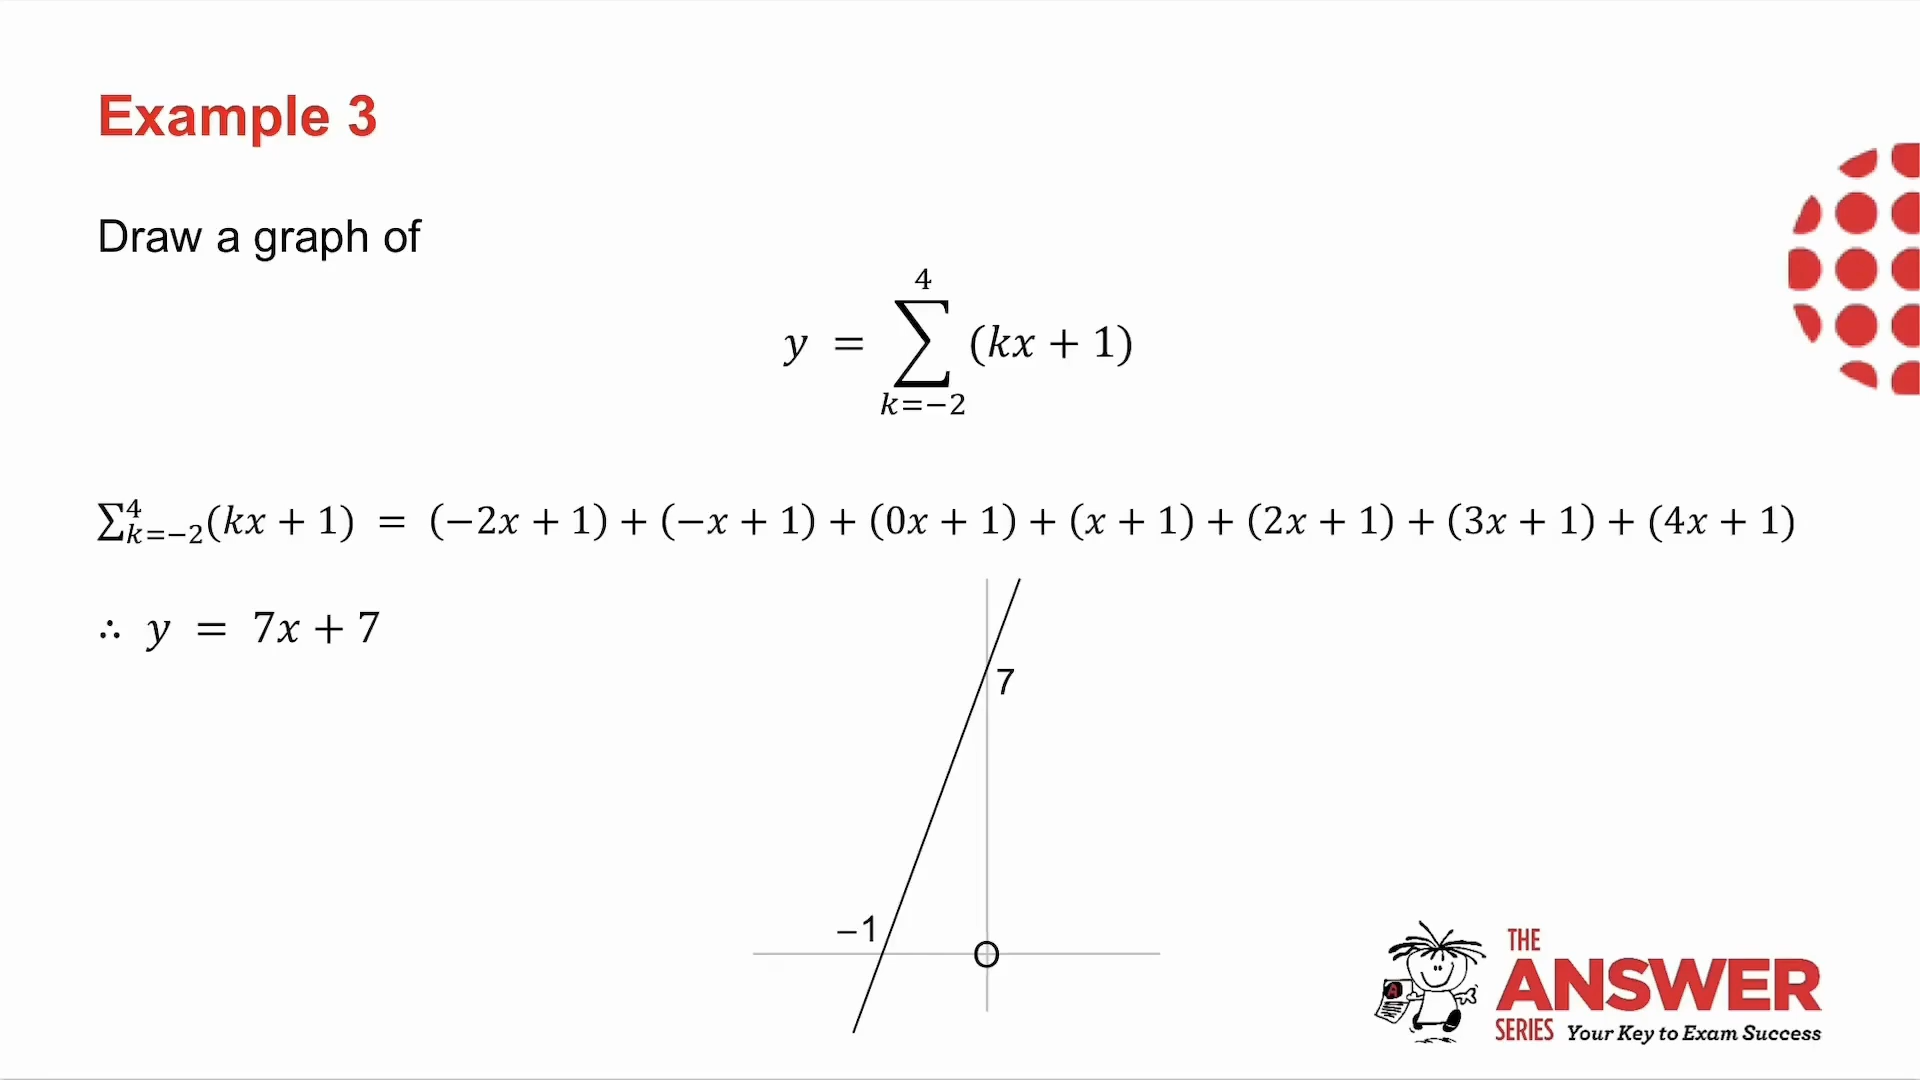 Example 3
Draw a graph of
4
y = ∑ (kx + 1)
k=−2
∑⁴ₖ₌₋₂(kx + 1) = (−2x + 1) + (−x + 1) + (0x + 1) + (x + 1) + (2x + 1) + (3x + 1) + (4x + 1)
∴ y = 7x + 7
7
−1
O
A
THE
ANSWER
SERIES Your Key to Exam Success